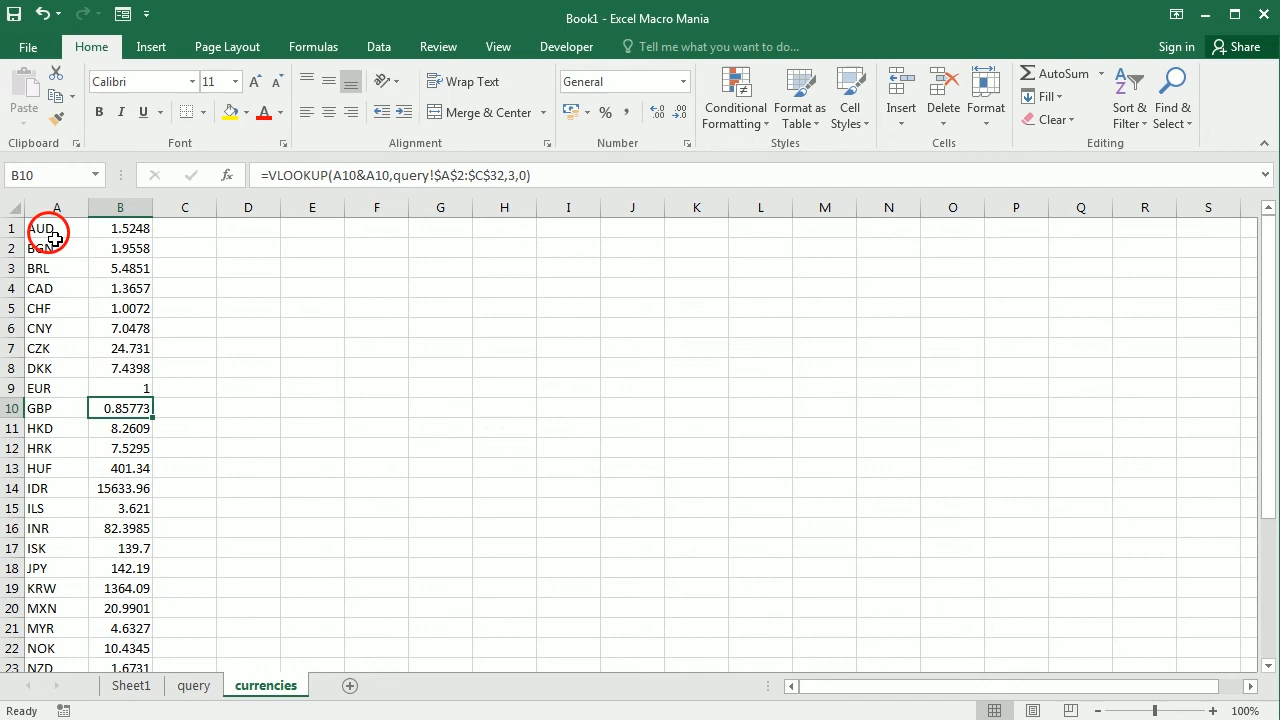 Book1 - Excel Macro Mania
File Home Insert Page Layout Formulas Data Review View Developer Tell me what you want to do... Sign in Share
Paste
Calibri 11
B I U A
Wrap Text
Merge & Center
General
%
Conditional Formatting
Format as Table
Cell Styles
Insert
Delete
Format
AutoSum
Fill
Clear
Sort & Filter
Find & Select
Clipboard Font Alignment Number Styles Cells Editing
B10 fx =VLOOKUP(A10&A10,query!$A$2:$C$32,3,0)
A B C D E F G H I J K L M N O P Q R S
1 AUD 1.5248
2 BGN 1.9558
3 BRL 5.4851
4 CAD 1.3657
5 CHF 1.0072
6 CNY 7.0478
7 CZK 24.731
8 DKK 7.4398
9 EUR 1
10 GBP 0.85773
11 HKD 8.2609
12 HRK 7.5295
13 HUF 401.34
14 IDR 15633.96
15 ILS 3.621
16 INR 82.3985
17 ISK 139.7
18 JPY 142.19
19 KRW 1364.09
20 MXN 20.9901
21 MYR 4.6327
22 NOK 10.4345
23 NZD 1.6731
Sheet1 query currencies
Ready 100%